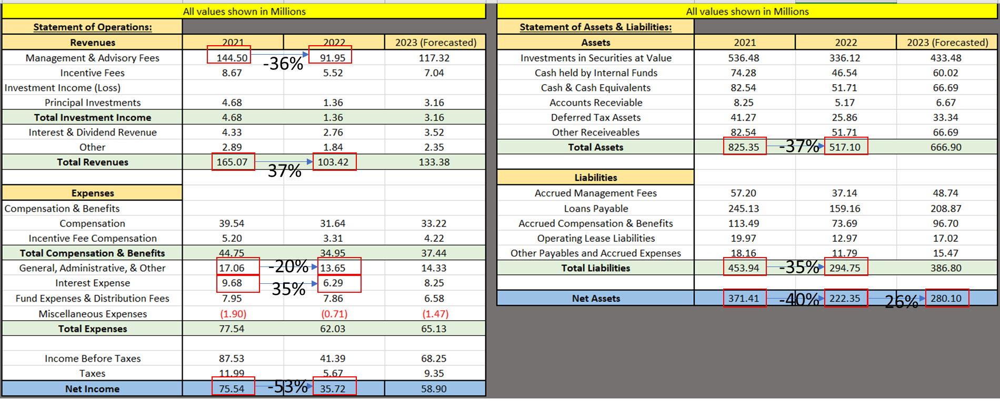 All values shown in Millions
Statement of Operations:
Revenues 2021 2022 2023 (Forecasted)
Management & Advisory Fees 144.50 -36% 91.95 117.32
Incentive Fees 8.67 5.52 7.04
Investment Income (Loss)
Principal Investments 4.68 1.36 3.16
Total Investment Income 4.68 1.36 3.16
Interest & Dividend Revenue 4.33 2.76 3.52
Other 2.89 1.84 2.35
Total Revenues 165.07 37% 103.42 133.38
Expenses
Compensation & Benefits
Compensation 39.54 31.64 33.22
Incentive Fee Compensation 5.20 3.31 4.22
Total Compensation & Benefits 44.75 34.95 37.44
General, Administrative, & Other 17.06 -20% 13.65 14.33
Interest Expense 9.68 35% 6.29 8.25
Fund Expenses & Distribution Fees 7.95 7.86 6.58
Miscellaneous Expenses (1.90) (0.71) (1.47)
Total Expenses 77.54 62.03 65.13
Income Before Taxes 87.53 41.39 68.25
Taxes 11.99 5.67 9.35
Net Income 75.54 -53% 35.72 58.90
All values shown in Millions
Statement of Assets & Liabilities:
Assets 2021 2022 2023 (Forecasted)
Investments in Securities at Value 536.48 336.12 433.48
Cash held by Internal Funds 74.28 46.54 60.02
Cash & Cash Equivalents 82.54 51.71 66.69
Accounts Receviable 8.25 5.17 6.67
Deferred Tax Assets 41.27 25.86 33.34
Other Receiveables 82.54 51.71 66.69
Total Assets 825.35 -37% 517.10 666.90
Liabilities
Accrued Management Fees 57.20 37.14 48.74
Loans Payable 245.13 159.16 208.87
Accrued Compensation & Benefits 113.49 73.69 96.70
Operating Lease Liabilities 19.97 12.97 17.02
Other Payables and Accrued Expenses 18.16 11.79 15.47
Total Liabilities 453.94 -35% 294.75 386.80
Net Assets 371.41 -40% 222.35 26% 280.10